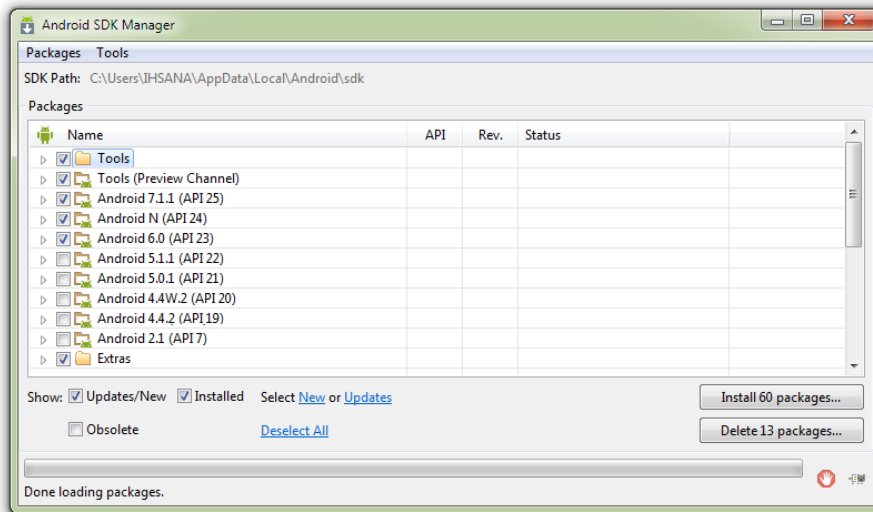 Android SDK Manager
Packages Tools
SDK Path: C:\Users\IHSANA\AppData\Local\Android\sdk
Packages
Name API Rev. Status
Tools
Tools (Preview Channel)
Android 7.1.1 (API 25)
Android N (API 24)
Android 6.0 (API 23)
Android 5.1.1 (API 22)
Android 5.0.1 (API 21)
Android 4.4W.2 (API 20)
Android 4.4.2 (API 19)
Android 2.1 (API 7)
Extras
Show: Updates/New Installed Select New or Updates Install 60 packages...
Obsolete Deselect All Delete 13 packages...
Done loading packages.